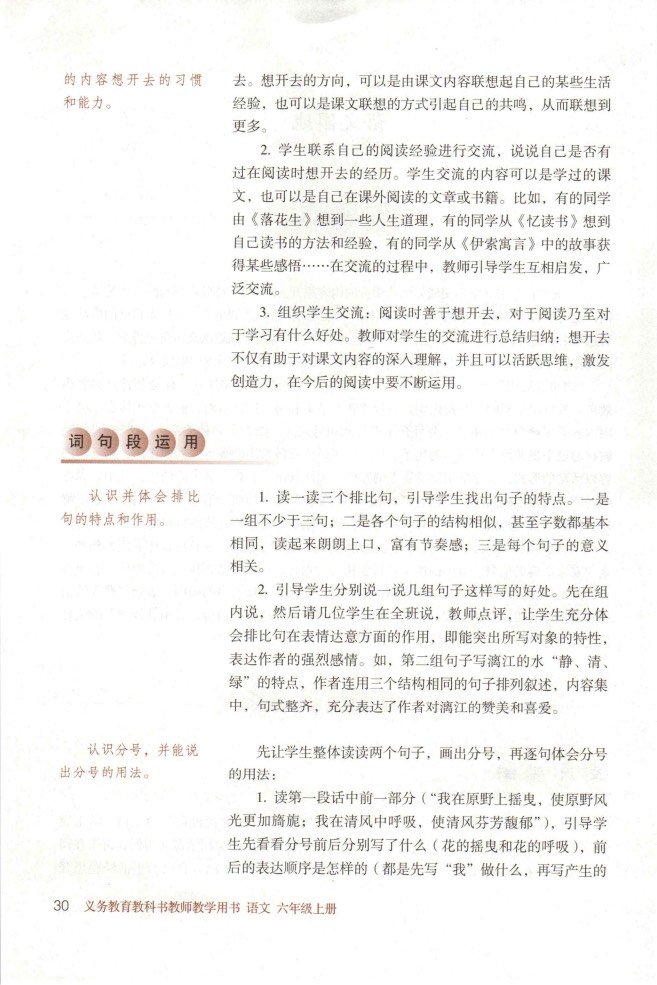 的内容想开去的习惯
和能力。
去。想开去的方向，可以是由课文内容联想起自己的某些生活
经验，也可以是课文联想的方式引起自己的共鸣，从而联想到
更多。
2. 学生联系自己的阅读经验进行交流，说说自己是否有
过在阅读时想开去的经历。学生交流的内容可以是学过的课
文，也可以是自己在课外阅读的文章或书籍。比如，有的同学
由《落花生》想到一些人生道理，有的同学从《忆读书》想到
自己读书的方法和经验，有的同学从《伊索寓言》中的故事获
得某些感悟……在交流的过程中，教师引导学生互相启发，广
泛交流。
3. 组织学生交流：阅读时善于想开去，对于阅读乃至对
于学习有什么好处。教师对学生的交流进行总结归纳：想开去
不仅有助于对课文内容的深入理解，并且可以活跃思维，激发
创造力，在今后的阅读中要不断运用。
词句段运用
认识并体会排比
句的特点和作用。
1. 读一读三个排比句，引导学生找出句子的特点。一是
一组不少于三句；二是各个句子的结构相似，甚至字数都基本
相同，读起来朗朗上口，富有节奏感；三是每个句子的意义
相关。
2. 引导学生分别说一说几组句子这样写的好处。先在组
内说，然后请几位学生在全班说，教师点评，让学生充分体
会排比句在表情达意方面的作用，即能突出所写对象的特性，
表达作者的强烈感情。如，第二组句子写漓江的水“静、清、
绿”的特点，作者连用三个结构相同的句子排列叙述，内容集
中，句式整齐，充分表达了作者对漓江的赞美和喜爱。
认识分号，并能说
出分号的用法。
先让学生整体读读两个句子，画出分号，再逐句体会分号
的用法：
1. 读第一段话中前一部分（“我在原野上摇曳，使原野风
光更加旖旎；我在清风中呼吸，使清风芬芳馥郁”），引导学
生先看看分号前后分别写了什么（花的摇曳和花的呼吸），前
后的表达顺序是怎样的（都是先写“我”做什么，再写产生的
30 义务教育教科书教师教学用书 语文 六年级上册